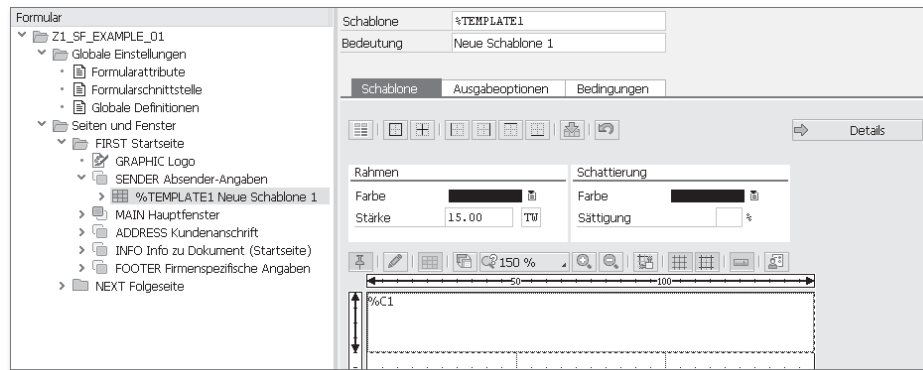 Formular
Z1_SF_EXAMPLE_01
Globale Einstellungen
Formularattribute
Formularschnittstelle
Globale Definitionen
Seiten und Fenster
FIRST Startseite
GRAPHIC Logo
SENDER Absender-Angaben
%TEMPLATE1 Neue Schablone 1
MAIN Hauptfenster
ADDRESS Kundenanschrift
INFO Info zu Dokument (Startseite)
FOOTER Firmenspezifische Angaben
NEXT Folgeseite
Schablone %TEMPLATE1
Bedeutung Neue Schablone 1
Schablone Ausgabeoptionen Bedingungen
Details
Rahmen Schattierung
Farbe Farbe
Stärke 15.00 TW Sättigung %
150 %
50 100
%C1